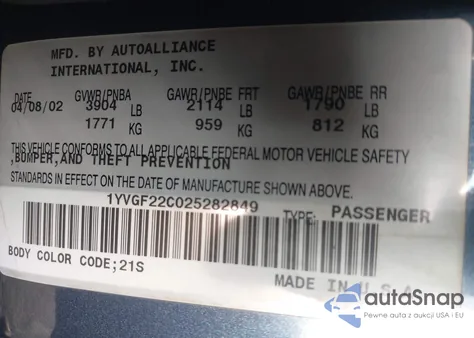 MFD. BY AUTOALLIANCE
INTERNATIONAL, INC.
DATE GVWR/PNBA GAWR/PNBE FRT GAWR/PNBE RR
04/08/02 3904 LB 2114 LB 1790 LB
1771 KG 959 KG 812 KG
THIS VEHICLE CONFORMS TO ALL APPLICABLE FEDERAL MOTOR VEHICLE SAFETY
,BUMPER,AND THEFT PREVENTION
STANDARDS IN EFFECT ON THE DATE OF MANUFACTURE SHOWN ABOVE.
1YVGF22C025282849 TYPE: PASSENGER
BODY COLOR CODE;21S
MADE IN U.S.A.
autoSnap
Pewne auta z aukcji USA i EU